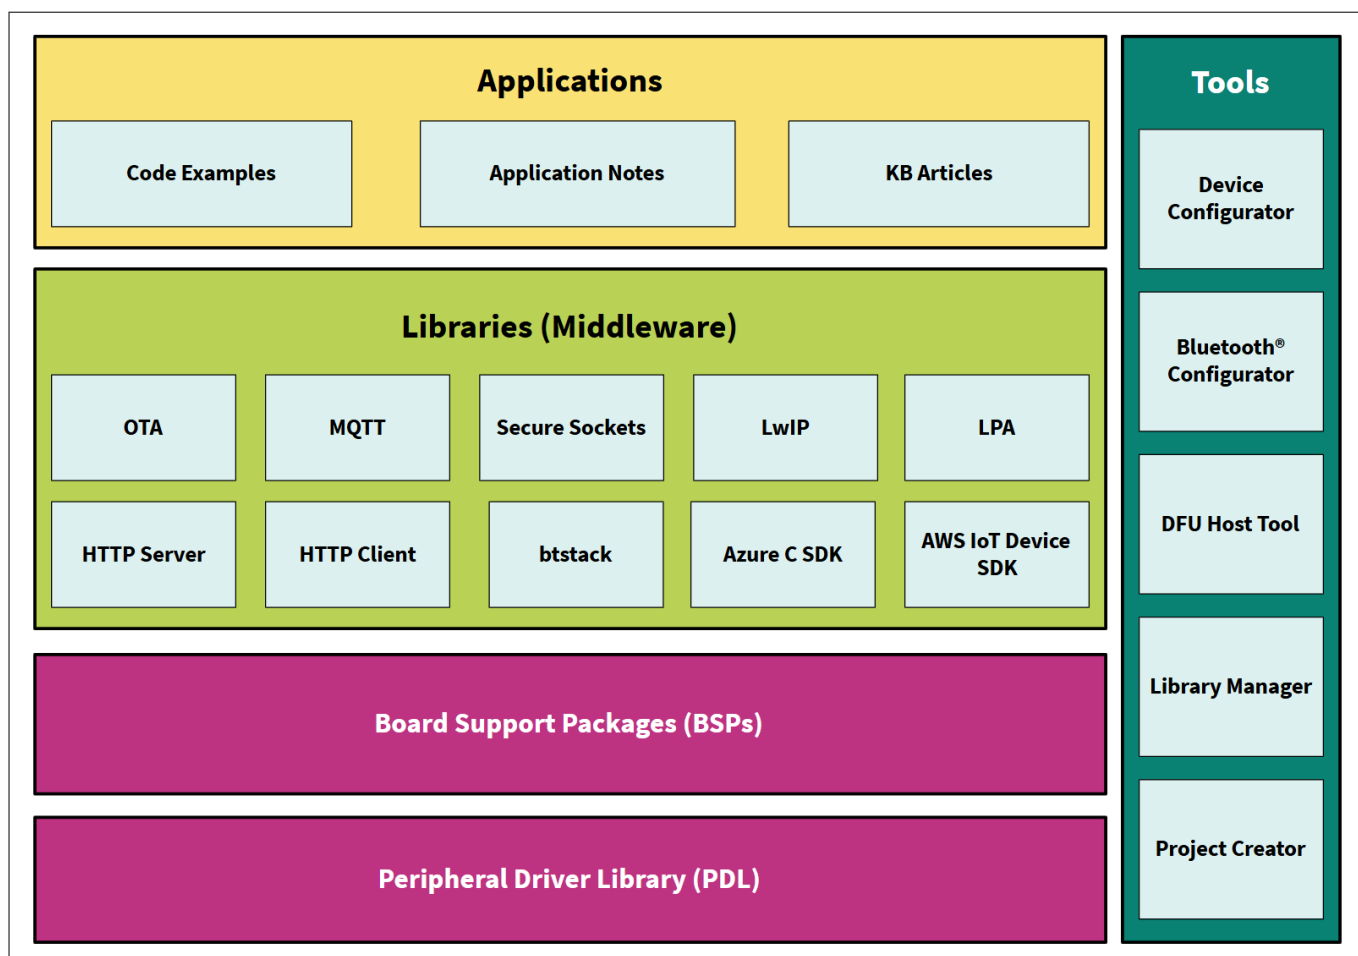 Applications
Code Examples
Application Notes
KB Articles
Libraries (Middleware)
OTA
MQTT
Secure Sockets
LwIP
LPA
HTTP Server
HTTP Client
btstack
Azure C SDK
AWS IoT Device
SDK
Board Support Packages (BSPs)
Peripheral Driver Library (PDL)
Tools
Device
Configurator
Bluetooth®
Configurator
DFU Host Tool
Library Manager
Project Creator